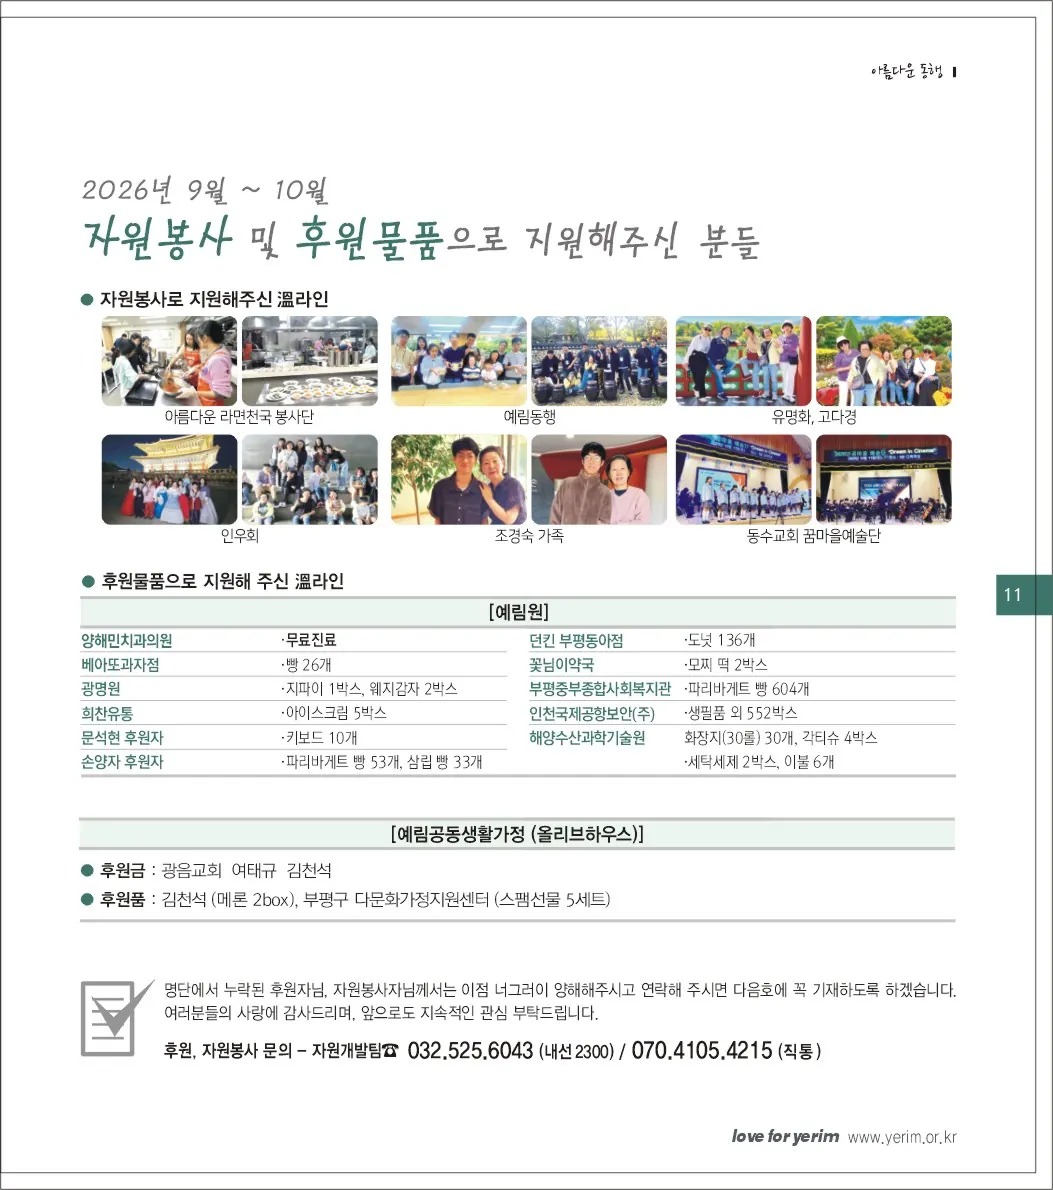 아름다운 동행
2026년 9월 ~ 10월
자원봉사 및 후원물품으로 지원해주신 분들
● 자원봉사로 지원해주신 溫라인
아름다운 라면천국 봉사단
예림동행
유명화, 고다경
"Dream in Cinema"
"Dream in Cinema"
인우회
조경숙 가족
동수교회 꿈마을예술단
● 후원물품으로 지원해 주신 溫라인
11
[예림원]
양해민치과의원 ·무료진료
던킨 부평동아점 ·도넛 136개
베아또과자점 ·빵 26개
꽃님이약국 ·모찌 떡 2박스
광명원 ·지파이 1박스, 웨지감자 2박스
부평중부종합사회복지관 ·파리바게트 빵 604개
희찬유통 ·아이스크림 5박스
인천국제공항보안(주) ·생필품 외 552박스
문석현 후원자 ·키보드 10개
해양수산과학기술원 화장지(30롤) 30개, 각티슈 4박스
손양자 후원자 ·파리바게트 빵 53개, 삼립 빵 33개
·세탁세제 2박스, 이불 6개
[예림공동생활가정 (올리브하우스)]
● 후원금 : 광음교회 여태규 김천석
● 후원품 : 김천석 (메론 2box), 부평구 다문화가정지원센터 (스팸선물 5세트)
명단에서 누락된 후원자님, 자원봉사자님께서는 이점 너그러이 양해해주시고 연락해 주시면 다음호에 꼭 기재하도록 하겠습니다.
여러분들의 사랑에 감사드리며, 앞으로도 지속적인 관심 부탁드립니다.
후원, 자원봉사 문의 – 자원개발팀☎ 032.525.6043 (내선 2300) / 070.4105.4215 (직통)
love for yerim www.yerim.or.kr